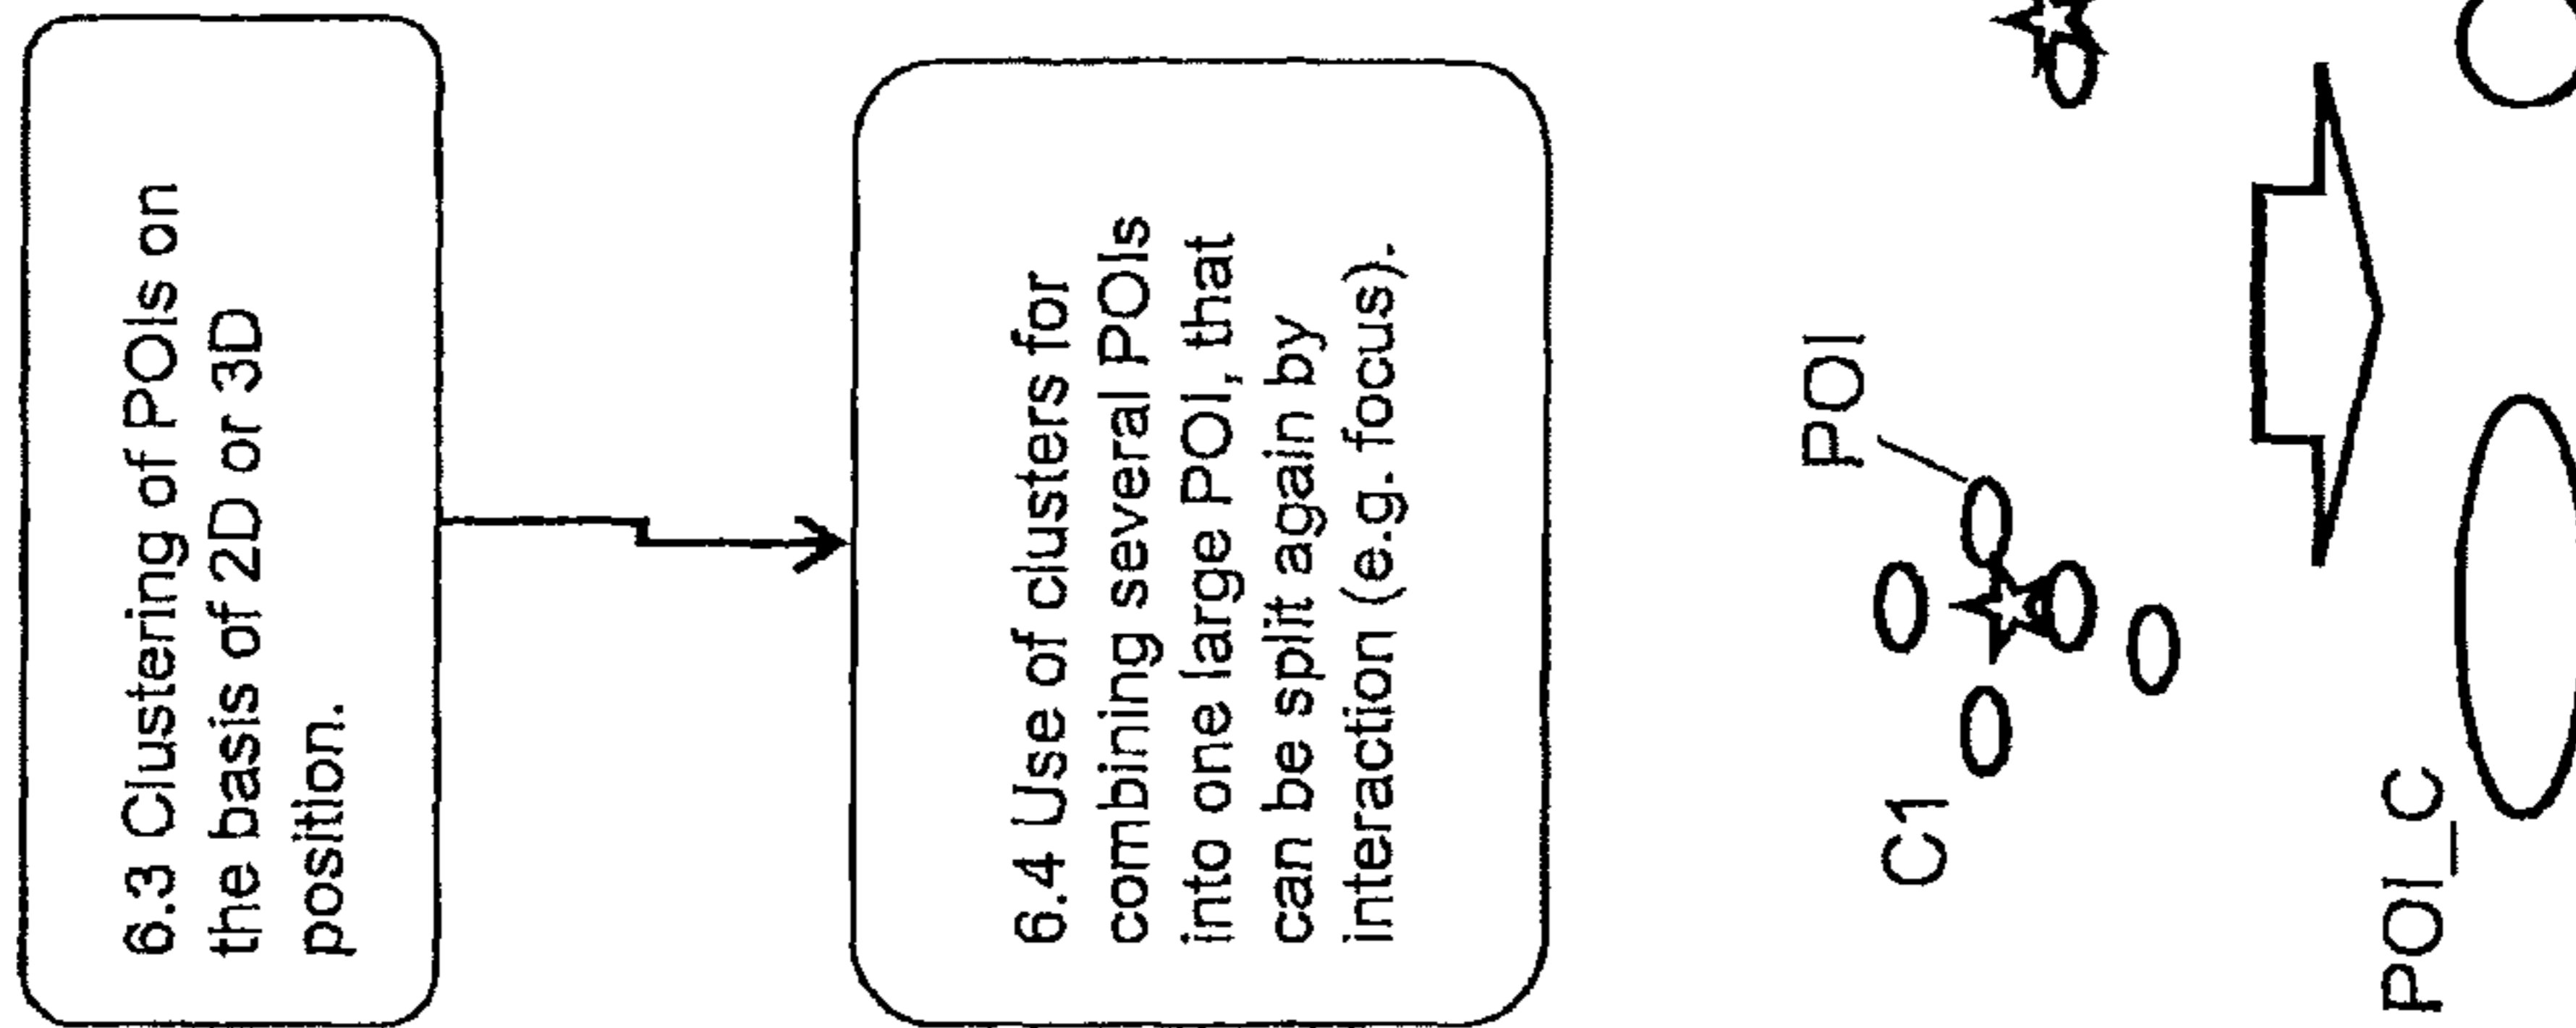 6.3 Clustering of POIs on
the basis of 2D or 3D
position.
6.4 Use of clusters for
combining several POIs
into one large POI, that
can be split again by
interaction (e.g. focus).
POI
C1
POI_C